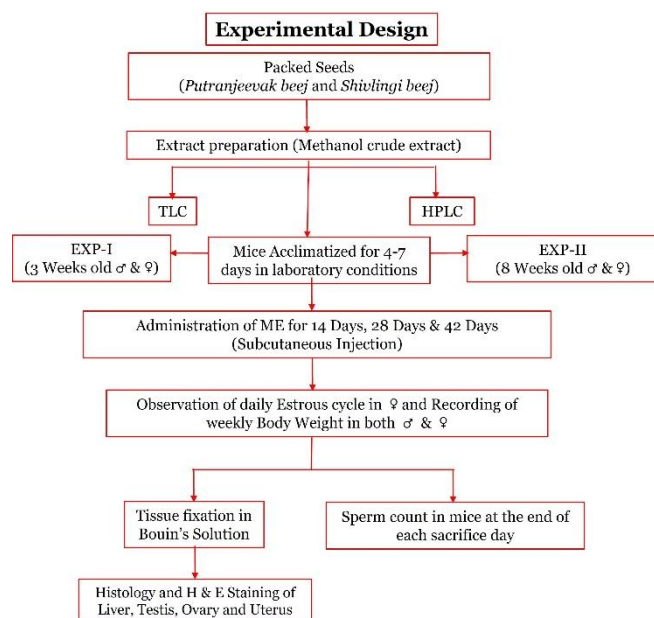 Experimental Design
Packed Seeds
(Putranjeevak beej and Shivlingi beej)
Extract preparation (Methanol crude extract)
TLC
HPLC
EXP-I
(3 Weeks old ♂ & ♀)
Mice Acclimatized for 4-7
days in laboratory conditions
EXP-II
(8 Weeks old ♂ & ♀)
Administration of ME for 14 Days, 28 Days & 42 Days
(Subcutaneous Injection)
Observation of daily Estrous cycle in ♀ and Recording of
weekly Body Weight in both ♂ & ♀
Tissue fixation in
Bouin's Solution
Sperm count in mice at the end of
each sacrifice day
Histology and H & E Staining of
Liver, Testis, Ovary and Uterus